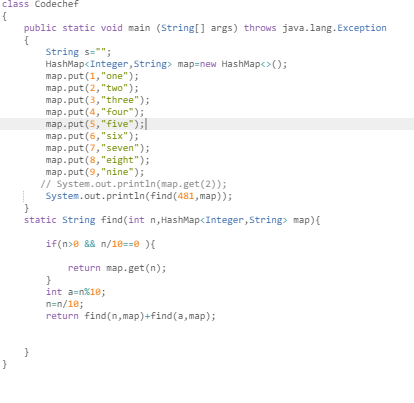 class Codechef
{
public static void main (String[] args) throws java.lang.Exception
{
String s="";
HashMap<Integer,String> map=new HashMap<>();
map.put(1,"one");
map.put(2,"two");
map.put(3,"three");
map.put(4,"four");
map.put(5,"five");
map.put(6,"six");
map.put(7,"seven");
map.put(8,"eight");
map.put(9,"nine");
// System.out.println(map.get(2));
System.out.println(find(481,map));
}
static String find(int n,HashMap<Integer,String> map){
if(n>0 && n/10==0 ){
return map.get(n);
}
int a=n%10;
n=n/10;
return find(n,map)+find(a,map);
}
}